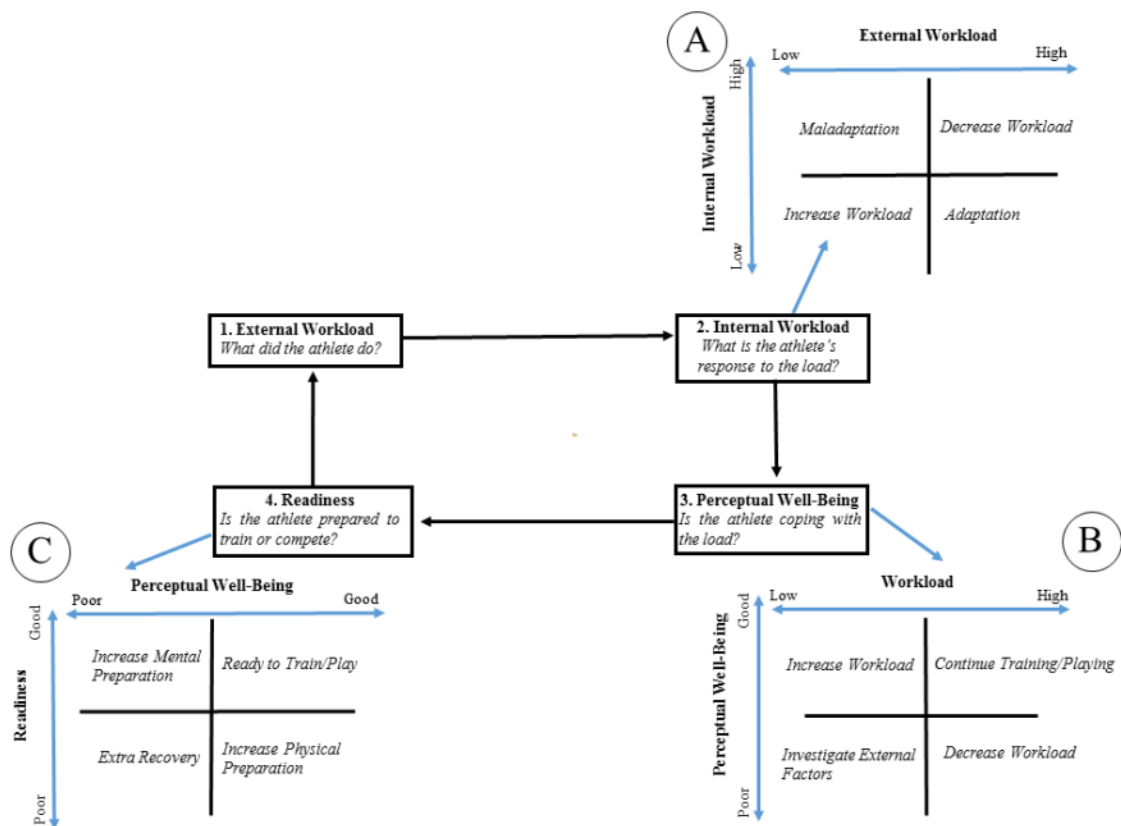 A
External Workload
Low
High
High
Internal Workload
Low
Maladaptation
Decrease Workload
Increase Workload
Adaptation
1. External Workload
What did the athlete do?
2. Internal Workload
What is the athlete's
response to the load?
4. Readiness
Is the athlete prepared to
train or compete?
3. Perceptual Well-Being
Is the athlete coping with
the load?
C
Perceptual Well-Being
Poor
Good
Good
Readiness
Poor
Increase Mental
Preparation
Ready to Train/Play
Extra Recovery
Increase Physical
Preparation
B
Workload
Low
High
Good
Perceptual Well-Being
Poor
Increase Workload
Continue Training/Playing
Investigate External
Factors
Decrease Workload